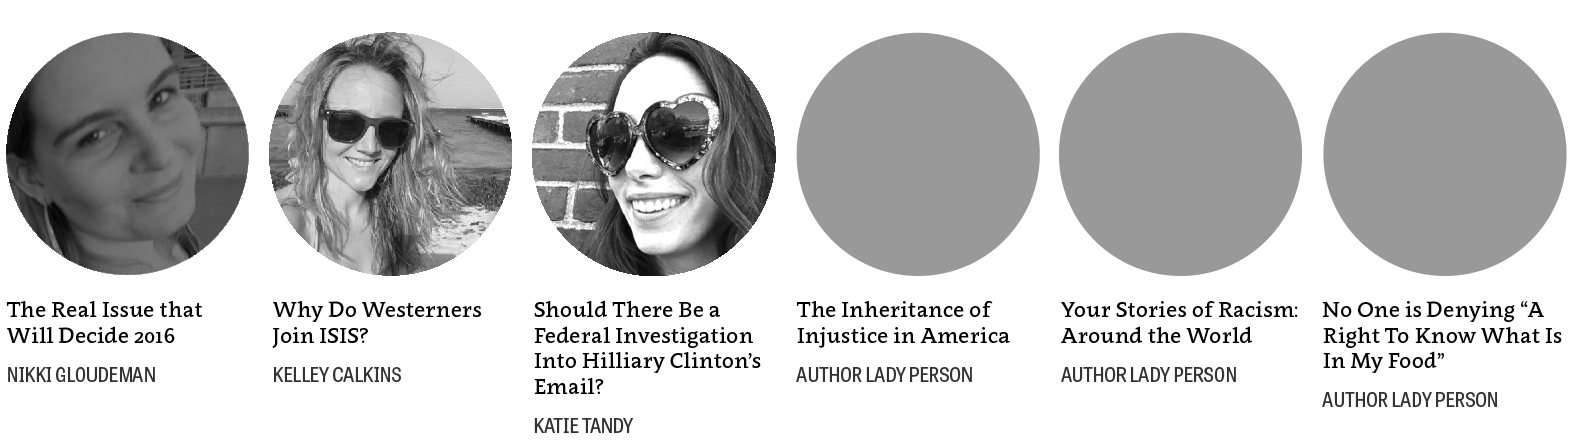 The Real Issue that
Will Decide 2016
NIKKI GLOUDEMAN
Why Do Westerners
Join ISIS?
KELLEY CALKINS
Should There Be a
Federal Investigation
Into Hilliary Clinton's
Email?
KATIE TANDY
The Inheritance of
Injustice in America
AUTHOR LADY PERSON
Your Stories of Racism:
Around the World
AUTHOR LADY PERSON
No One is Denying “A
Right To Know What Is
In My Food”
AUTHOR LADY PERSON